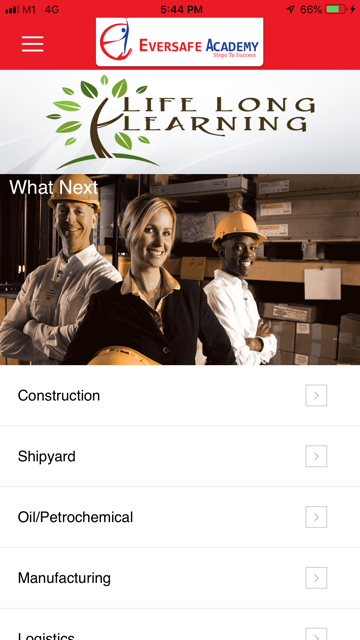 M1 4G 5:44 PM 66%
EVERSAFE ACADEMY
Steps To Success
LIFE LONG
LEARNING
What Next
Construction
Shipyard
Oil/Petrochemical
Manufacturing
Logistics